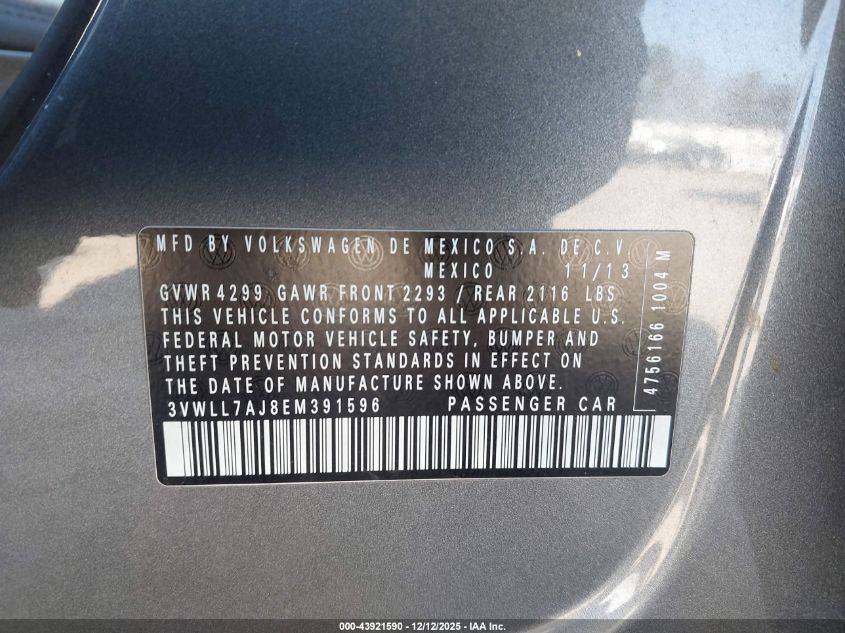 MFD BY VOLKSWAGEN DE MEXICO S.A. DE C.V.
MEXICO 11/13
GVWR 4299 GAWR FRONT 2293 / REAR 2116 LBS
THIS VEHICLE CONFORMS TO ALL APPLICABLE U.S.
FEDERAL MOTOR VEHICLE SAFETY, BUMPER AND
THEFT PREVENTION STANDARDS IN EFFECT ON
THE DATE OF MANUFACTURE SHOWN ABOVE.
3VWLL7AJ8EM391596 PASSENGER CAR
4756166 1004 M
000-43921590 - 12/12/2025 - IAA Inc.